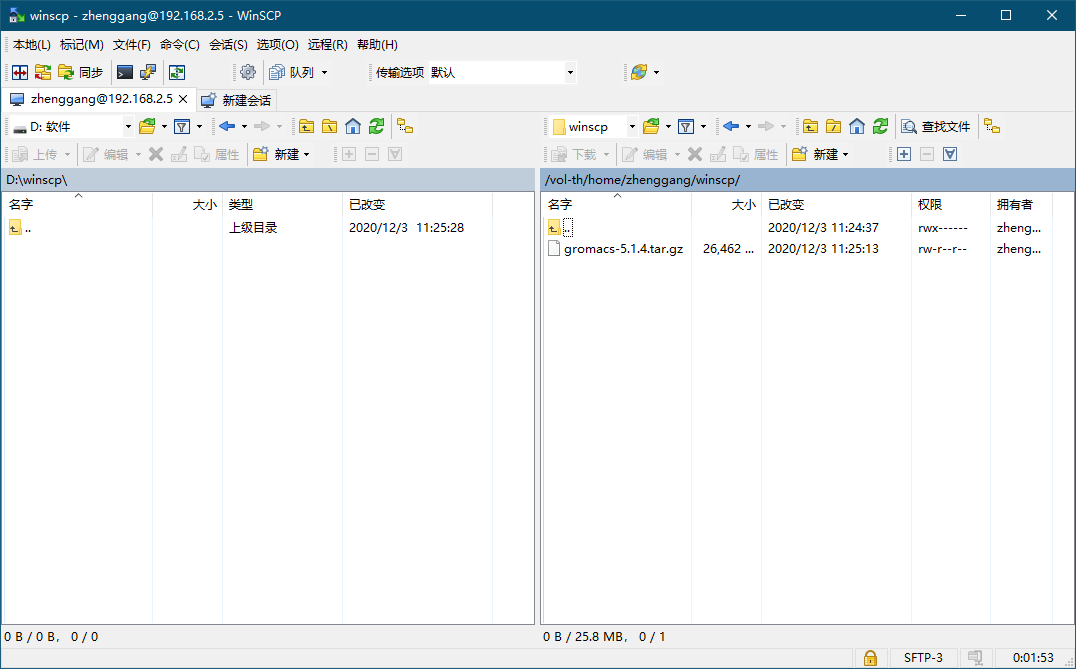 winscp - zhenggang@192.168.2.5 - WinSCP
本地(L) 标记(M) 文件(F) 命令(C) 会话(S) 选项(O) 远程(R) 帮助(H)
同步 队列 传输选项 默认
zhenggang@192.168.2.5 新建会话
D: 软件 winscp 查找文件
上传 编辑 属性 新建 下载 编辑 属性 新建
D:\winscp\ /vol-th/home/zhenggang/winscp/
名字 大小 类型 已改变 名字 大小 已改变 权限 拥有者
.. 上级目录 2020/12/3 11:25:28 .. 2020/12/3 11:24:37 rwx------ zheng...
gromacs-5.1.4.tar.gz 26,462 ... 2020/12/3 11:25:13 rw-r--r-- zheng...
0 B / 0 B, 0 / 0 0 B / 25.8 MB, 0 / 1
SFTP-3 0:01:53